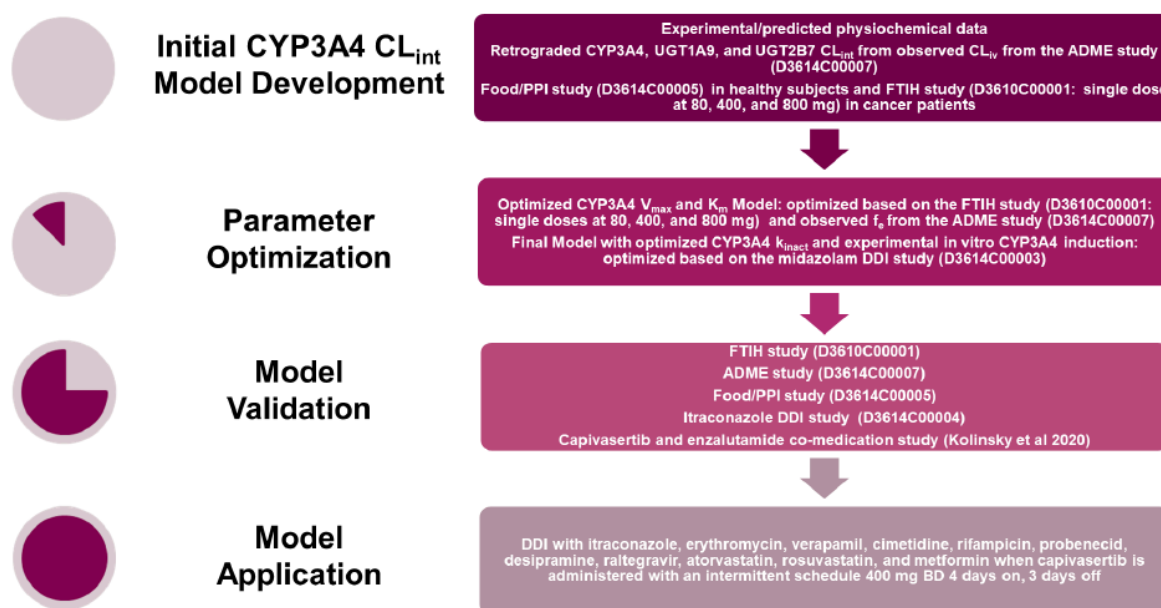 Initial CYP3A4 CLint
Model Development
Experimental/predicted physiochemical data
Retrograded CYP3A4, UGT1A9, and UGT2B7 CLint from observed CLiv from the ADME study
(D3614C00007)
Food/PPI study (D3614C00005) in healthy subjects and FTIH study (D3610C00001: single dose
at 80, 400, and 800 mg) in cancer patients
Parameter
Optimization
Optimized CYP3A4 Vmax and Km Model: optimized based on the FTIH study (D3610C00001:
single doses at 80, 400, and 800 mg) and observed fe from the ADME study (D3614C00007)
Final Model with optimized CYP3A4 kinact and experimental in vitro CYP3A4 induction:
optimized based on the midazolam DDI study (D3614C00003)
Model
Validation
FTIH study (D3610C00001)
ADME study (D3614C00007)
Food/PPI study (D3614C00005)
Itraconazole DDI study (D3614C00004)
Capivasertib and enzalutamide co-medication study (Kolinsky et al 2020)
Model
Application
DDI with itraconazole, erythromycin, verapamil, cimetidine, rifampicin, probenecid,
desipramine, raltegravir, atorvastatin, rosuvastatin, and metformin when capivasertib is
administered with an intermittent schedule 400 mg BD 4 days on, 3 days off